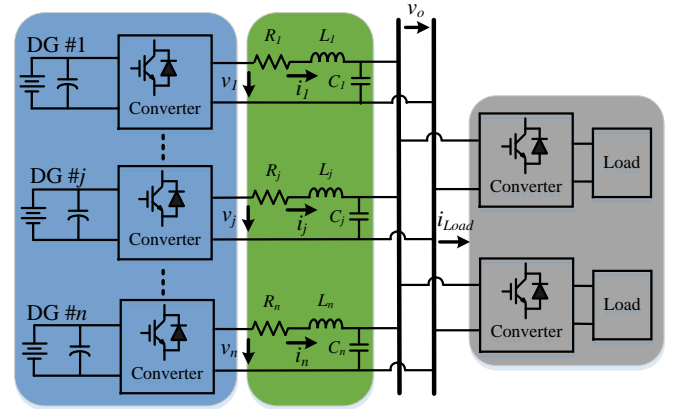 v_o
DG #1
Converter
v_1
R_1
L_1
i_1
C_1
DG #j
Converter
v_j
R_j
L_j
i_j
C_j
DG #n
Converter
v_n
R_n
L_n
i_n
C_n
i_Load
Converter
Load
Converter
Load